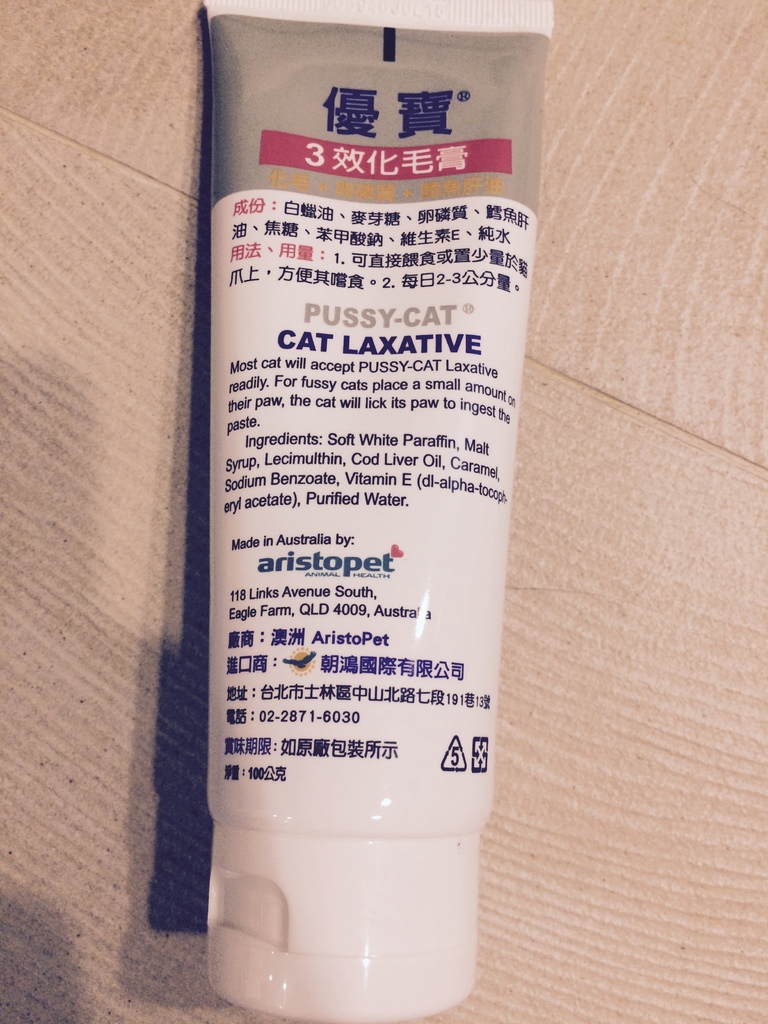 優寶®
3效化毛膏
化毛+卵磷質+鱈魚肝油
成份：白蠟油、麥芽糖、卵磷質、鱈魚肝
油、焦糖、苯甲酸鈉、維生素E、純水
用法、用量：1. 可直接餵食或置少量於貓
爪上，方便其嚐食。2. 每日2-3公分量。
PUSSY-CAT®
CAT LAXATIVE
Most cat will accept PUSSY-CAT Laxative
readily. For fussy cats place a small amount on
their paw, the cat will lick its paw to ingest the
paste.
Ingredients: Soft White Paraffin, Malt
Syrup, Lecimulthin, Cod Liver Oil, Caramel,
Sodium Benzoate, Vitamin E (dl-alpha-tocoph-
eryl acetate), Purified Water.
Made in Australia by:
aristopet
ANIMAL HEALTH
118 Links Avenue South,
Eagle Farm, QLD 4009, Australia
廠商：澳洲 AristoPet
進口商：朝鴻國際有限公司
地址：台北市士林區中山北路七段191巷13號
電話：02-2871-6030
賞味期限：如原廠包裝所示
淨重：100公克
5